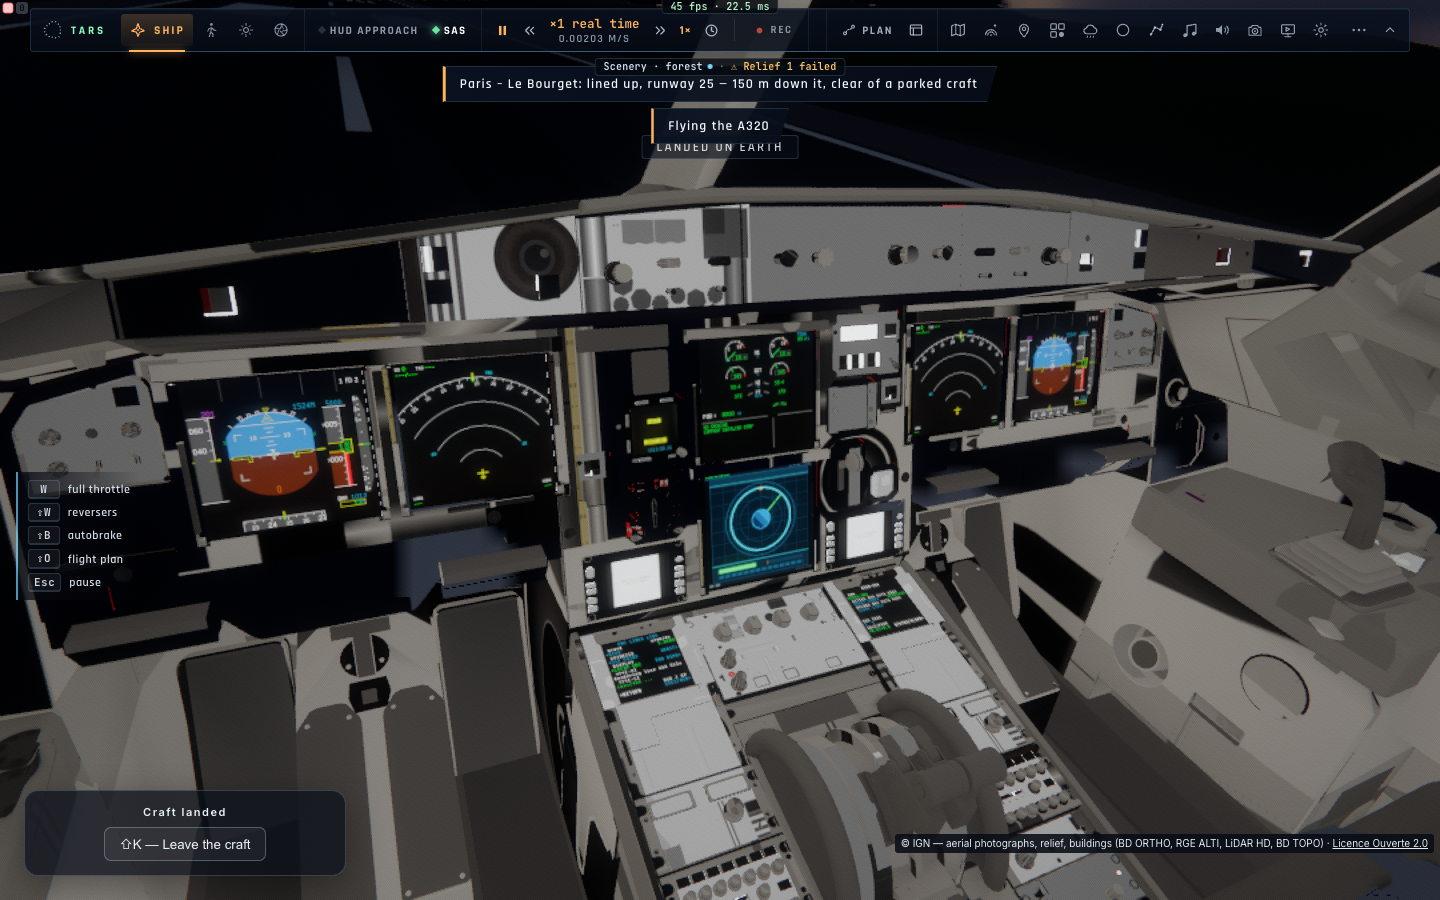 45 fps · 22.5 ms
TARS
SHIP
HUD APPROACH
SAS
×1 real time
0.00203 M/S
1×
REC
PLAN
Scenery · forest · ⚠ Relief 1 failed
Paris - Le Bourget: lined up, runway 25 — 150 m down it, clear of a parked craft
Flying the A320
LANDED ON EARTH
W full throttle
⇧W reversers
⇧B autobrake
⇧O flight plan
Esc pause
Craft landed
⇧K — Leave the craft
© IGN — aerial photographs, relief, buildings (BD ORTHO, RGE ALTI, LiDAR HD, BD TOPO) · Licence Ouverte 2.0